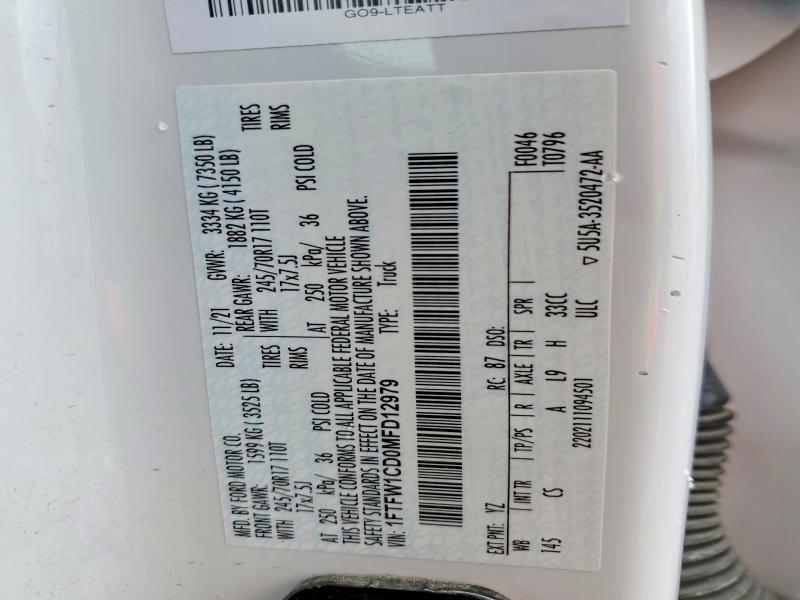 GO9-LTEATT
MFD BY FORD MOTOR CO.
DATE: 11/21 GVWR: 3334 KG ( 7350 LB)
FRONT GAWR: 1599 KG ( 3525 LB) REAR GAWR: 1882 KG ( 4150 LB)
WITH 245/70R17 110T TIRES WITH 245/70R17 110T TIRES
17x7.5J RIMS 17x7.5J RIMS
AT 250 kPa/ 36 PSI COLD AT 250 kPa/ 36 PSI COLD
THIS VEHICLE CONFORMS TO ALL APPLICABLE FEDERAL MOTOR VEHICLE
SAFETY STANDARDS IN EFFECT ON THE DATE OF MANUFACTURE SHOWN ABOVE.
VIN: 1FTFW1CD0MFD12979 TYPE: Truck
EXT PNT: YZ RC: 87 DSO: F0046
WB INT TR TP/PS R AXLE TR SPR T0796
145 CS A L9 H 33CC
2202111094501 ULC 5U5A-3520472-AA